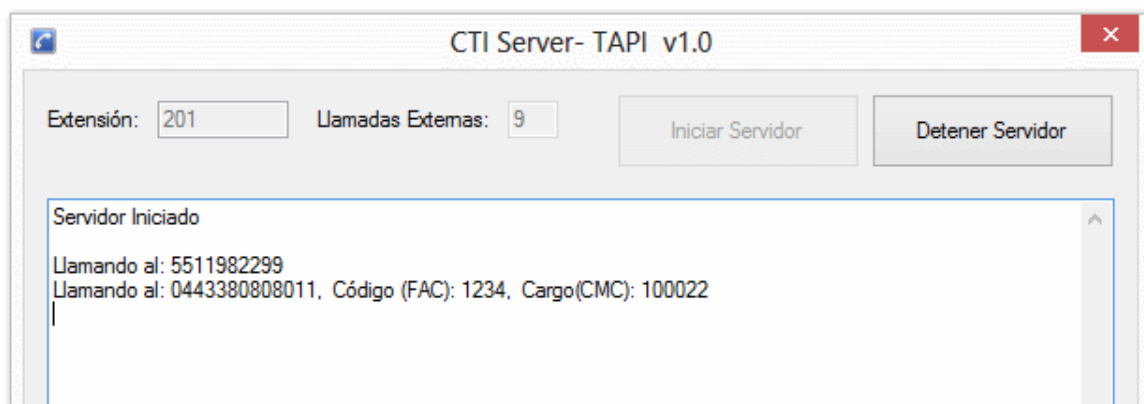 CTI Server- TAPI v1.0
Extensión: 201 Llamadas Externas: 9 Iniciar Servidor Detener Servidor
Servidor Iniciado
Llamando al: 5511982299
Llamando al: 0443380808011, Código (FAC): 1234, Cargo(CMC): 100022